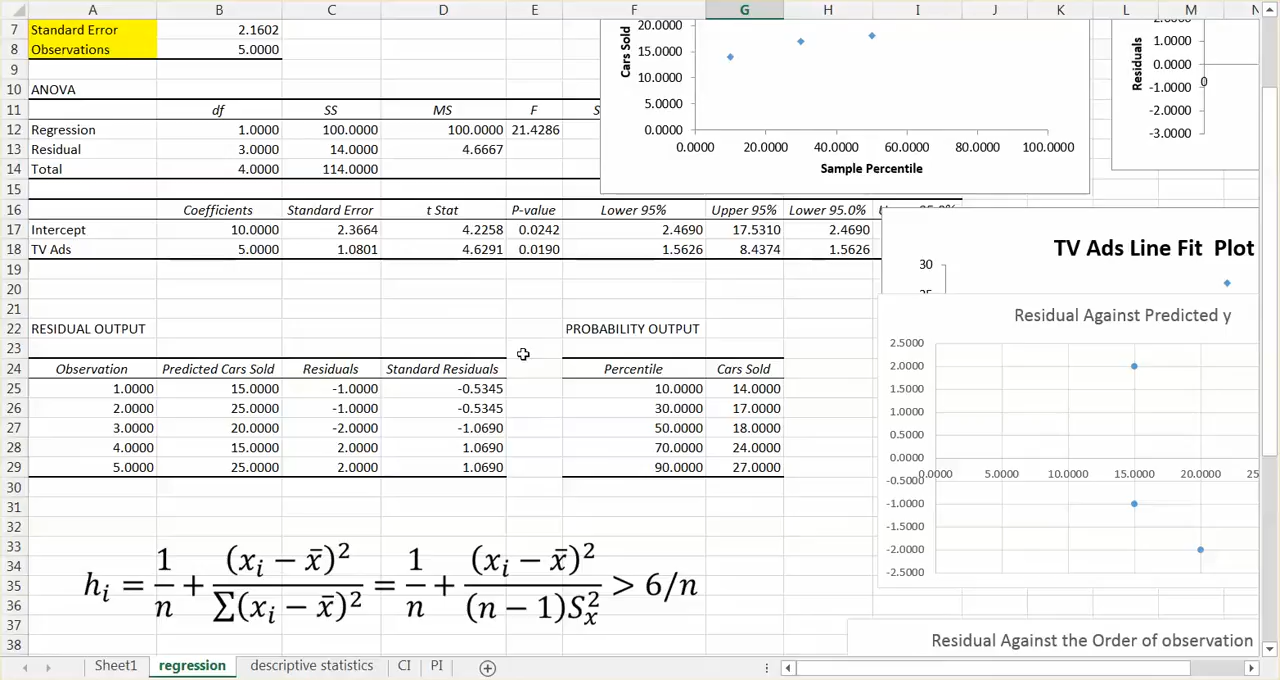 A B C D E F G H I J K L M N
7 Standard Error 2.1602
8 Observations 5.0000
9
10 ANOVA
11 df SS MS F S
12 Regression 1.0000 100.0000 100.0000 21.4286
13 Residual 3.0000 14.0000 4.6667
14 Total 4.0000 114.0000
15
16 Coefficients Standard Error t Stat P-value Lower 95% Upper 95% Lower 95.0%
17 Intercept 10.0000 2.3664 4.2258 0.0242 2.4690 17.5310 2.4690
18 TV Ads 5.0000 1.0801 4.6291 0.0190 1.5626 8.4374 1.5626
19
20
21
22 RESIDUAL OUTPUT PROBABILITY OUTPUT
23
24 Observation Predicted Cars Sold Residuals Standard Residuals Percentile Cars Sold
25 1.0000 15.0000 -1.0000 -0.5345 10.0000 14.0000
26 2.0000 25.0000 -1.0000 -0.5345 30.0000 17.0000
27 3.0000 20.0000 -2.0000 -1.0690 50.0000 18.0000
28 4.0000 15.0000 2.0000 1.0690 70.0000 24.0000
29 5.0000 25.0000 2.0000 1.0690 90.0000 27.0000
30
31
32
33
34
35
36
37
38
h_i = 1/n + (x_i − x̄)² / ∑(x_i − x̄)² = 1/n + (x_i − x̄)² / (n − 1)S_x² > 6/n
Cars Sold
20.0000
15.0000
10.0000
5.0000
0.0000
0.0000 20.0000 40.0000 60.0000 80.0000 100.0000
Sample Percentile
Residuals
1.0000
0.0000
0
-1.0000
-2.0000
-3.0000
TV Ads Line Fit Plot
30
Residual Against Predicted y
2.5000
2.0000
1.5000
1.0000
0.5000
0.0000
-0.5000
-1.0000
-1.5000
-2.0000
-2.5000
0.0000 5.0000 10.0000 15.0000 20.0000 25
Residual Against the Order of observation
Sheet1 regression descriptive statistics CI PI